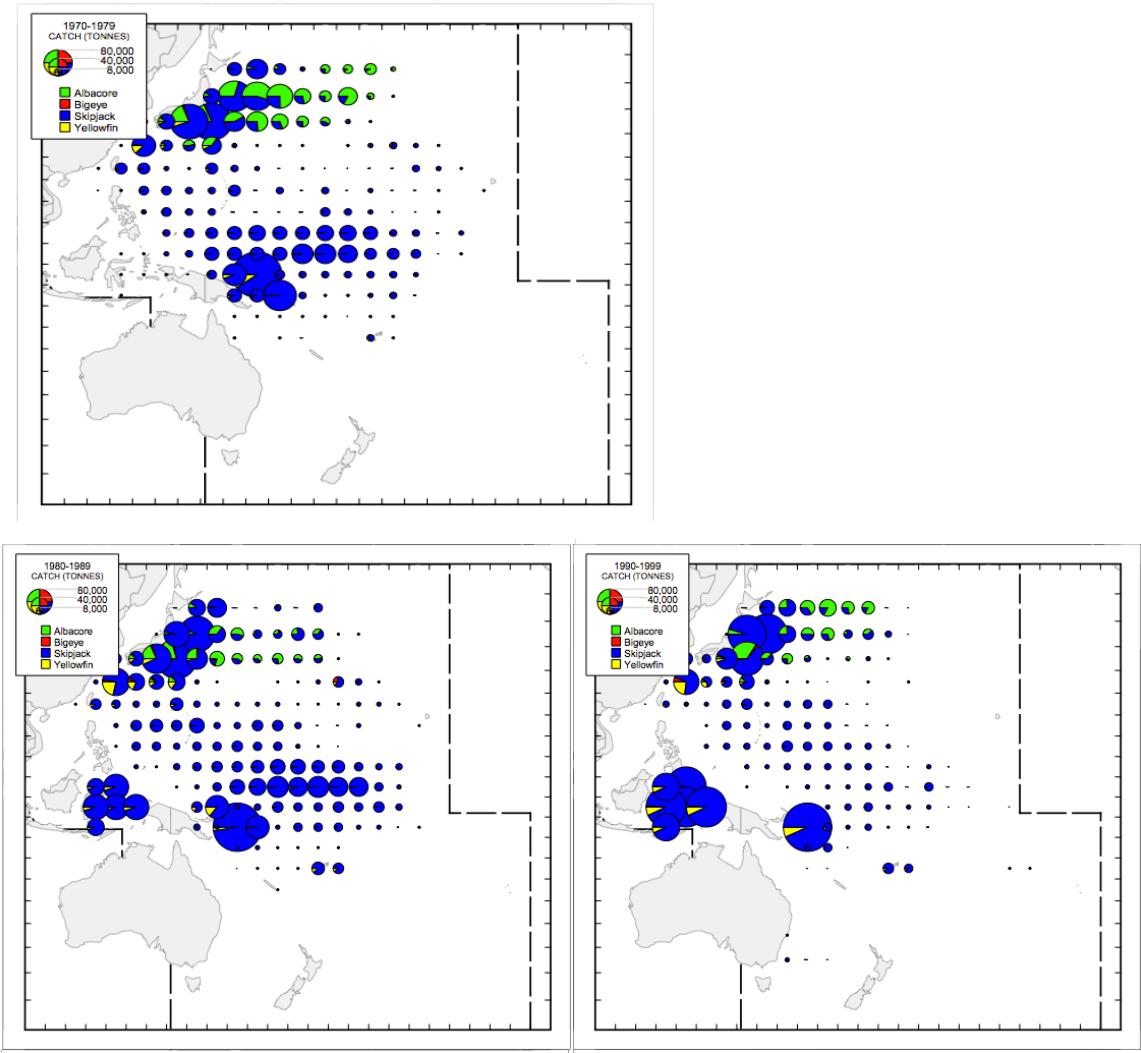 1970-1979
CATCH (TONNES)
80,000
40,000
8,000
Albacore
Bigeye
Skipjack
Yellowfin
1980-1989
CATCH (TONNES)
80,000
40,000
8,000
Albacore
Bigeye
Skipjack
Yellowfin
1990-1999
CATCH (TONNES)
80,000
40,000
8,000
Albacore
Bigeye
Skipjack
Yellowfin